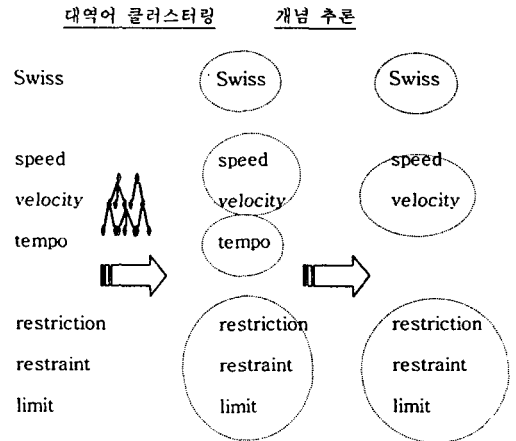 대역어 클러스터링 개념 추론
Swiss Swiss Swiss
speed speed speed
velocity velocity velocity
tempo tempo
restriction restriction restriction
restraint restraint restraint
limit limit limit